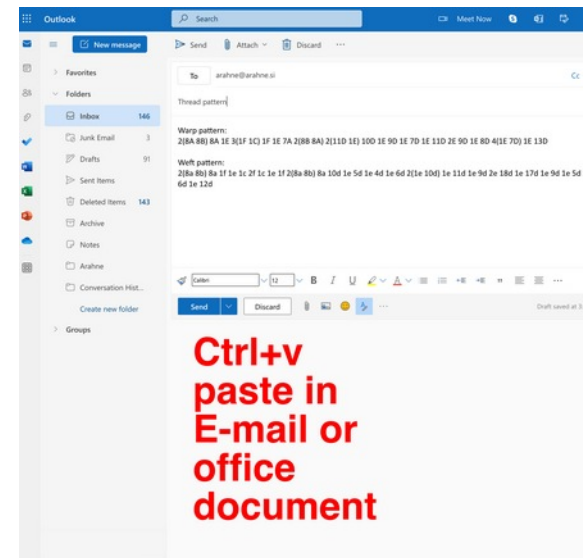 Outlook
Search
Meet Now
New message
Send Attach Discard ...
Favorites
Folders
Inbox 146
Junk Email 3
Drafts 91
Sent Items
Deleted Items 143
Archive
Notes
Arahne
Conversation Hist...
Create new folder
Groups
To arahne@arahne.si Cc
Thread pattern
Warp pattern:
2(8A 8B) 8A 1E 3(1F 1C) 1F 1E 7A 2(8B 8A) 2(11D 1E) 10D 1E 9D 1E 7D 1E 11D 2E 9D 1E 8D 4(1E 7D) 1E 13D
Weft pattern:
2(8a 8b) 8a 1f 1e 1c 2f 1c 1e 1f 2(8a 8b) 8a 10d 1e 5d 1e 4d 1e 6d 2(1e 10d) 1e 11d 1e 9d 2e 18d 1e 17d 1e 9d 1e 5d
6d 1e 12d
Calibri 12 B I U A
Send Discard ...
Draft saved at 3
Ctrl+v
paste in
E-mail or
office
document